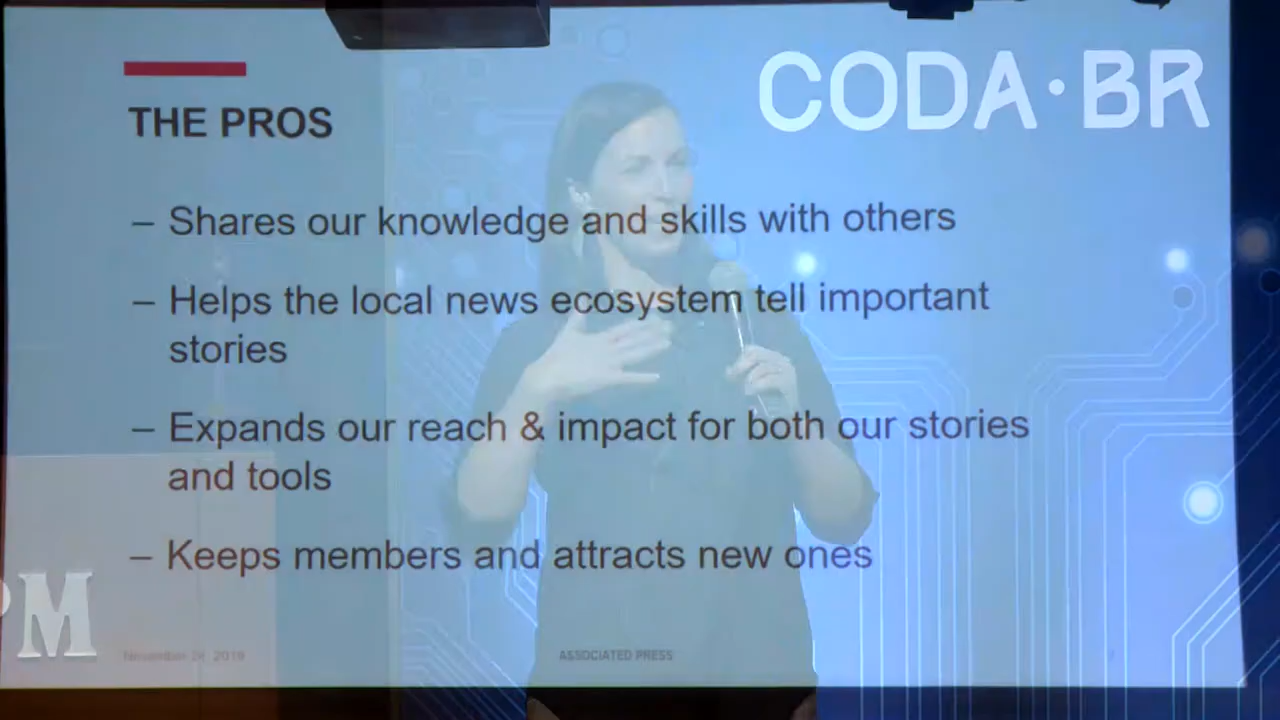 CODA·BR
THE PROS
– Shares our knowledge and skills with others
– Helps the local news ecosystem tell important
stories
– Expands our reach & impact for both our stories
and tools
– Keeps members and attracts new ones
PM
ASSOCIATED PRESS